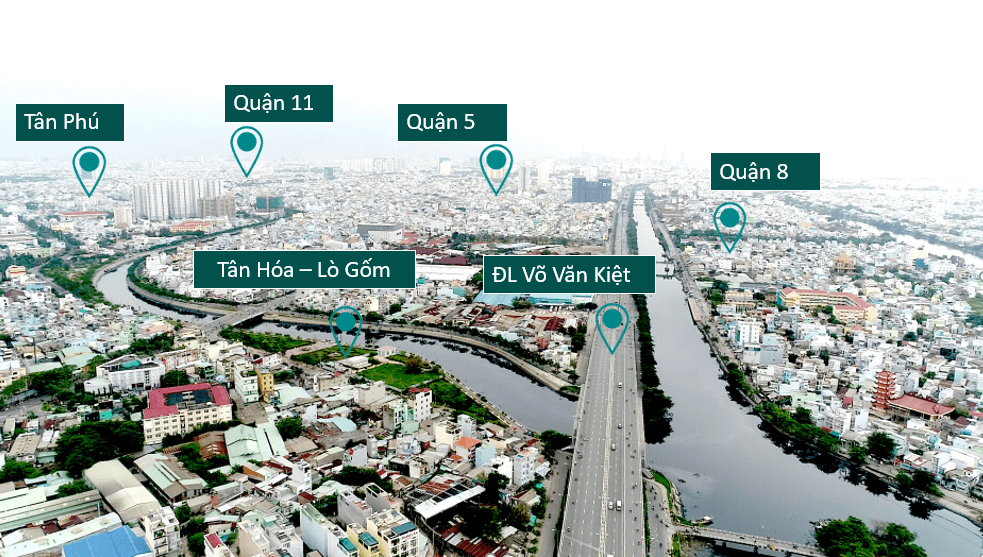 Quận 11
Tân Phú
Quận 5
Quận 8
Tân Hóa – Lò Gốm
ĐL Võ Văn Kiệt